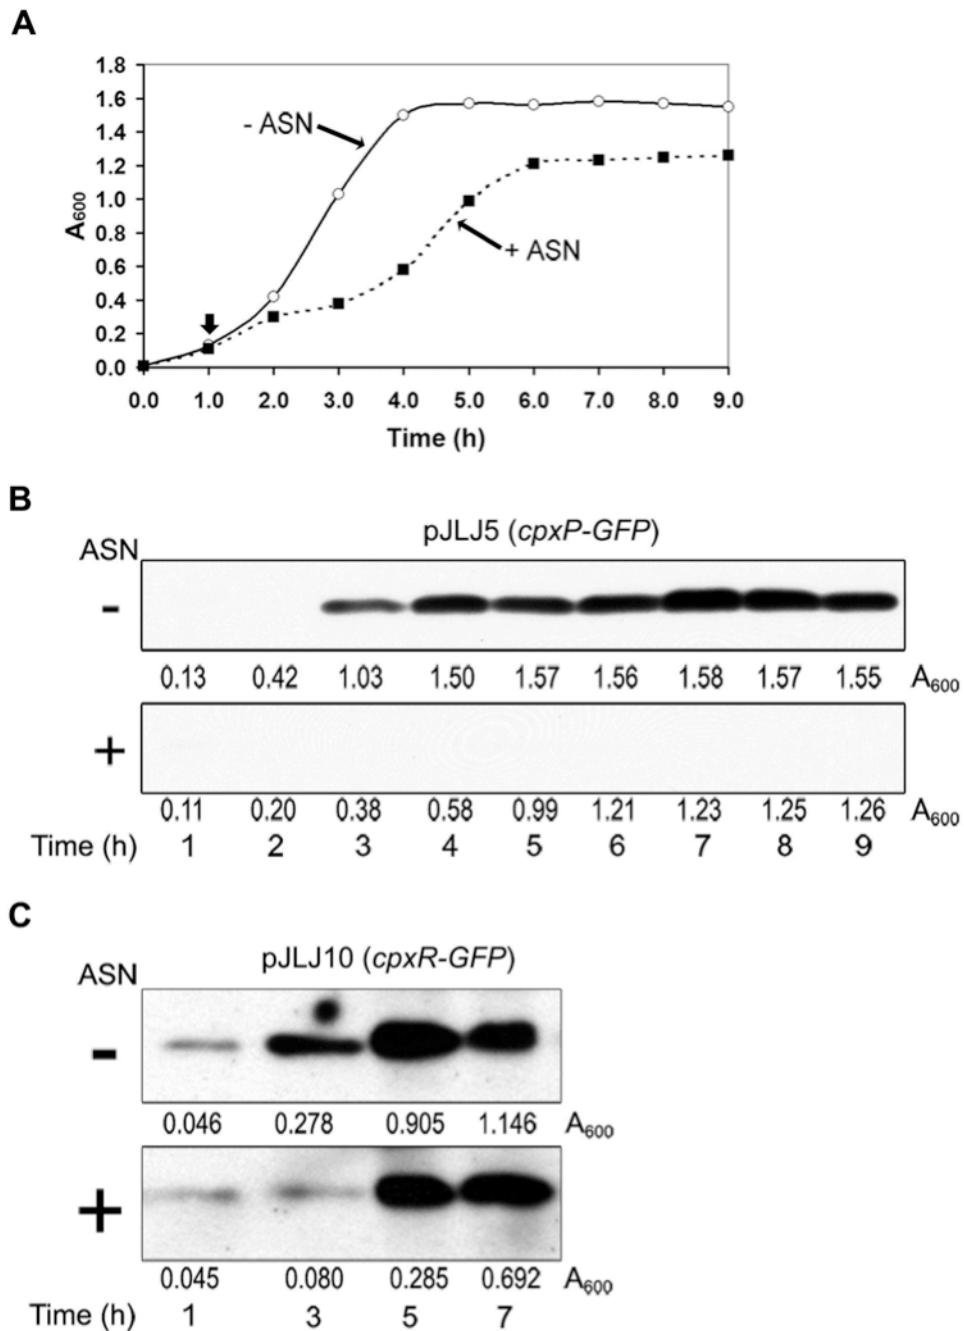 A
1.8
1.6
1.4
1.2
1.0
0.8
0.6
0.4
0.2
0.0
A600
- ASN
+ ASN
0.0 1.0 2.0 3.0 4.0 5.0 6.0 7.0 8.0 9.0
Time (h)
B
pJLJ5 (cpxP-GFP)
ASN
-
0.13 0.42 1.03 1.50 1.57 1.56 1.58 1.57 1.55 A600
+
0.11 0.20 0.38 0.58 0.99 1.21 1.23 1.25 1.26 A600
Time (h) 1 2 3 4 5 6 7 8 9
C
pJLJ10 (cpxR-GFP)
ASN
-
0.046 0.278 0.905 1.146 A600
+
0.045 0.080 0.285 0.692 A600
Time (h) 1 3 5 7